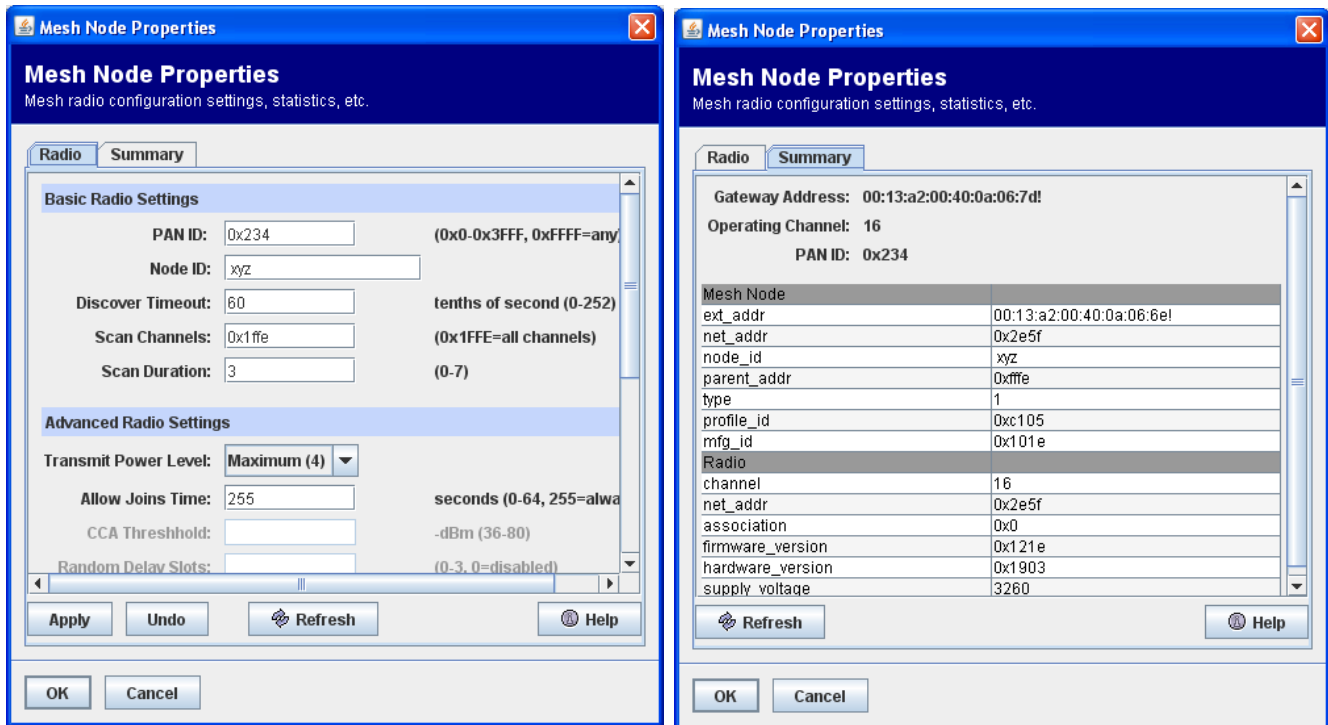 Mesh Node Properties
Mesh Node Properties
Mesh radio configuration settings, statistics, etc.
Radio Summary
Basic Radio Settings
PAN ID: 0x234 (0x0-0x3FFF, 0xFFFF=any)
Node ID: xyz
Discover Timeout: 60 tenths of second (0-252)
Scan Channels: 0x1ffe (0x1FFE=all channels)
Scan Duration: 3 (0-7)
Advanced Radio Settings
Transmit Power Level: Maximum (4)
Allow Joins Time: 255 seconds (0-64, 255=alwa
CCA Threshhold: -dBm (36-80)
Random Delay Slots: (0-3, 0=disabled)
Apply Undo Refresh Help
OK Cancel
Mesh Node Properties
Mesh Node Properties
Mesh radio configuration settings, statistics, etc.
Radio Summary
Gateway Address: 00:13:a2:00:40:0a:06:7d!
Operating Channel: 16
PAN ID: 0x234
Mesh Node
ext_addr 00:13:a2:00:40:0a:06:6e!
net_addr 0x2e5f
node_id xyz
parent_addr 0xfffe
type 1
profile_id 0xc105
mfg_id 0x101e
Radio
channel 16
net_addr 0x2e5f
association 0x0
firmware_version 0x121e
hardware_version 0x1903
supply_voltage 3260
Refresh Help
OK Cancel